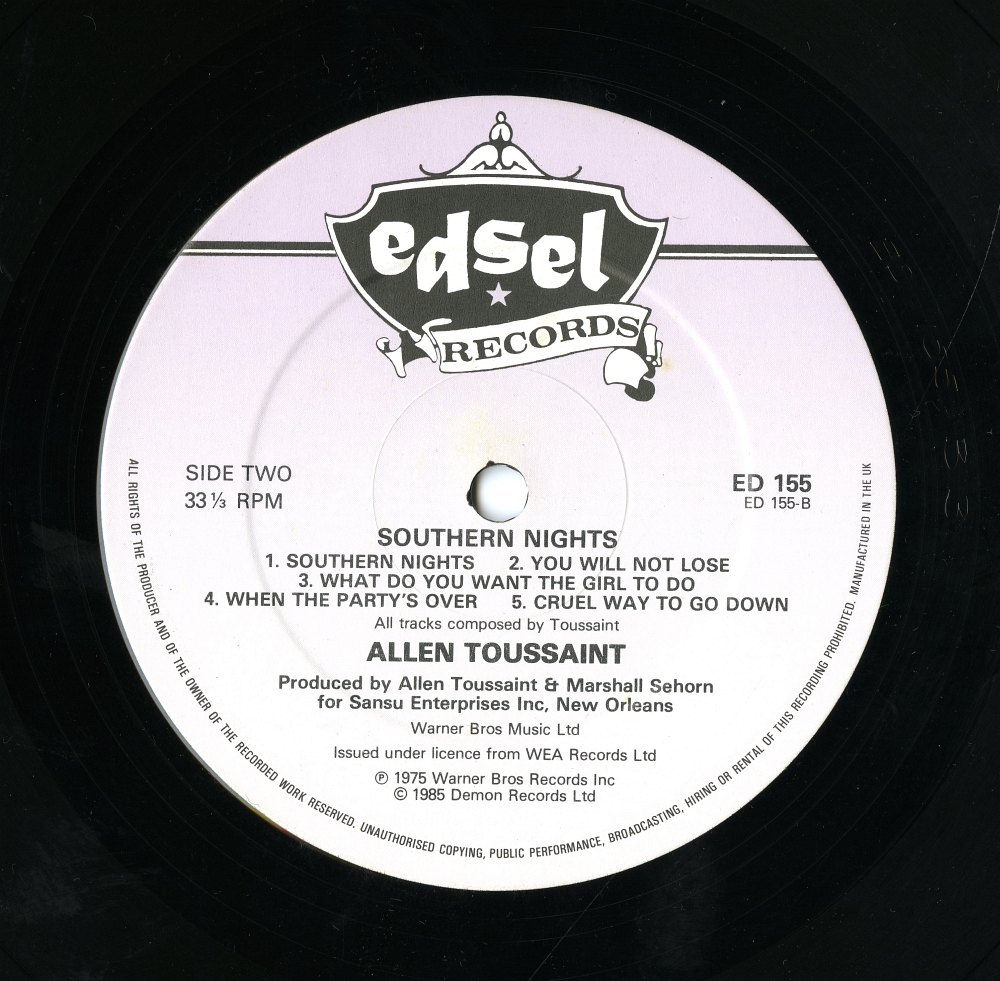 edsel
RECORDS
SIDE TWO
33⅓ RPM
ED 155
ED 155-B
SOUTHERN NIGHTS
1. SOUTHERN NIGHTS 2. YOU WILL NOT LOSE
3. WHAT DO YOU WANT THE GIRL TO DO
4. WHEN THE PARTY'S OVER 5. CRUEL WAY TO GO DOWN
All tracks composed by Toussaint
ALLEN TOUSSAINT
Produced by Allen Toussaint & Marshall Sehorn
for Sansu Enterprises Inc, New Orleans
Warner Bros Music Ltd
Issued under licence from WEA Records Ltd
℗ 1975 Warner Bros Records Inc
© 1985 Demon Records Ltd
ALL RIGHTS OF THE PRODUCER AND OF THE OWNER OF THE RECORDED WORK RESERVED. UNAUTHORISED COPYING, PUBLIC PERFORMANCE, BROADCASTING, HIRING OR RENTAL OF THIS RECORDING PROHIBITED. MANUFACTURED IN THE UK